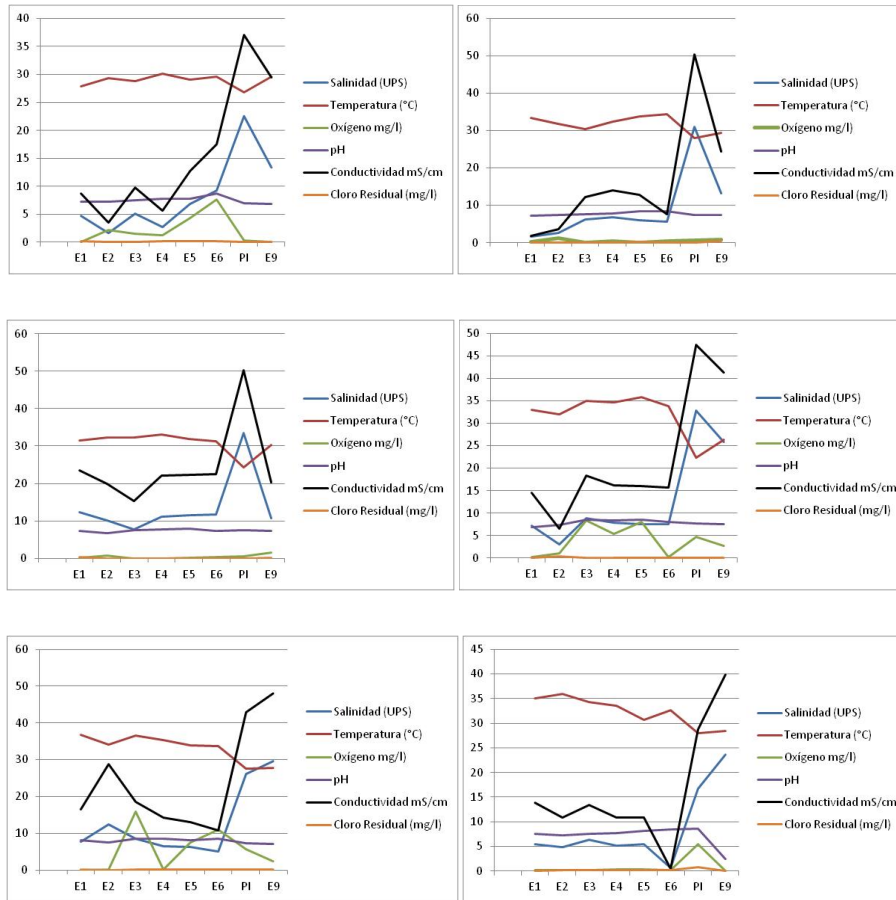 40
35
30
25
20
15
10
5
0
E1 E2 E3 E4 E5 E6 PI E9
Salinidad (UPS)
Temperatura (°C)
Oxígeno mg/l)
pH
Conductividad mS/cm
Cloro Residual (mg/l)
60
50
40
30
20
10
0
E1 E2 E3 E4 E5 E6 PI E9
Salinidad (UPS)
Temperatura (°C)
Oxígeno mg/l)
pH
Conductividad mS/cm
Cloro Residual (mg/l)
60
50
40
30
20
10
0
E1 E2 E3 E4 E5 E6 PI E9
Salinidad (UPS)
Temperatura (°C)
Oxígeno mg/l)
pH
Conductividad mS/cm
Cloro Residual (mg/l)
50
45
40
35
30
25
20
15
10
5
0
E1 E2 E3 E4 E5 E6 PI E9
Salinidad (UPS)
Temperatura (°C)
Oxígeno mg/l)
pH
Conductividad mS/cm
Cloro Residual (mg/l)
60
50
40
30
20
10
0
E1 E2 E3 E4 E5 E6 PI E9
Salinidad (UPS)
Temperatura (°C)
Oxígeno mg/l)
pH
Conductividad mS/cm
Cloro Residual (mg/l)
45
40
35
30
25
20
15
10
5
0
E1 E2 E3 E4 E5 E6 PI E9
Salinidad (UPS)
Temperatura (°C)
Oxígeno mg/l)
pH
Conductividad mS/cm
Cloro Residual (mg/l)